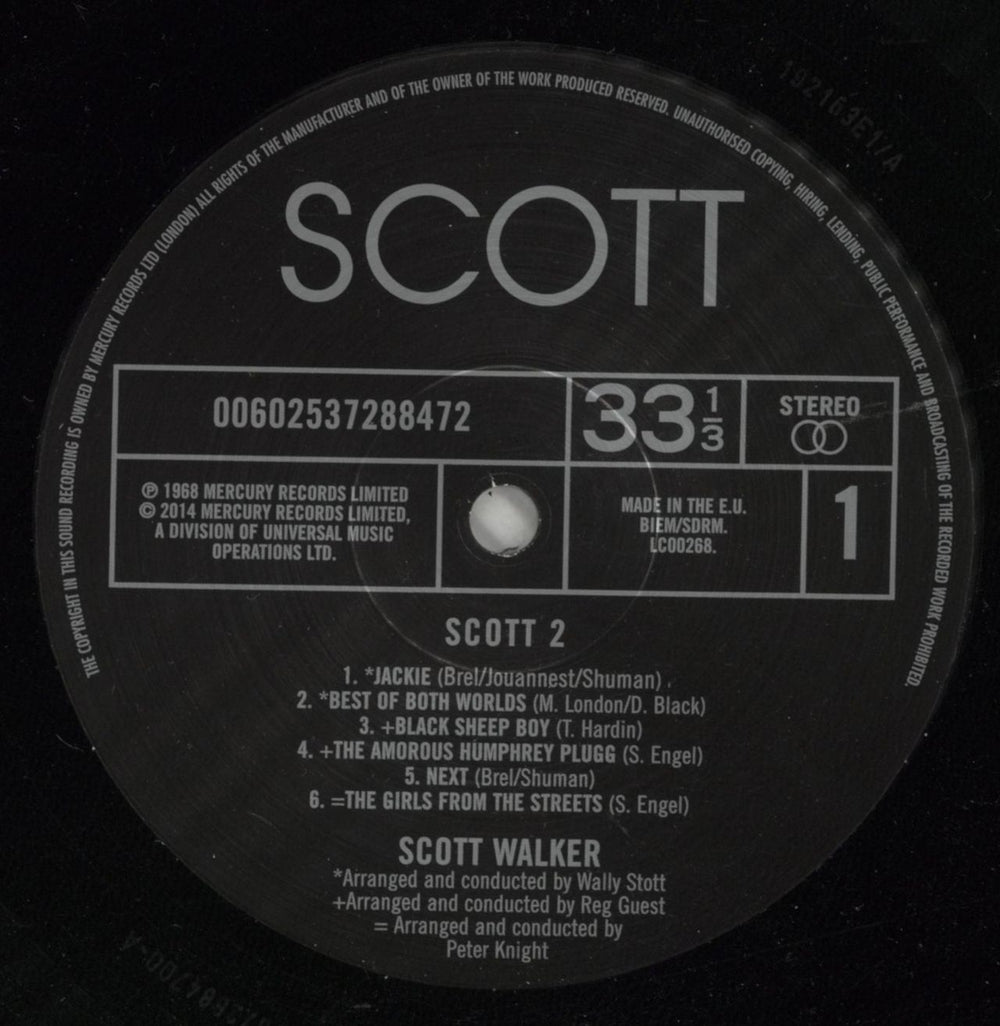 THE COPYRIGHT IN THIS SOUND RECORDING IS OWNED BY MERCURY RECORDS LTD (LONDON) ALL RIGHTS OF THE MANUFACTURER AND OF THE OWNER OF THE WORK PRODUCED RESERVED. UNAUTHORISED COPYING, HIRING, LENDING, PUBLIC PERFORMANCE AND BROADCASTING OF THE RECORDED WORK PROHIBITED.
192163E1/A
SCOTT
00602537288472
33 1/3
STEREO
℗ 1968 MERCURY RECORDS LIMITED
© 2014 MERCURY RECORDS LIMITED,
A DIVISION OF UNIVERSAL MUSIC
OPERATIONS LTD.
MADE IN THE E.U.
BIEM/SDRM.
LC00268.
1
SCOTT 2
1. *JACKIE (Brel/Jouannest/Shuman)
2. *BEST OF BOTH WORLDS (M. London/D. Black)
3. +BLACK SHEEP BOY (T. Hardin)
4. +THE AMOROUS HUMPHREY PLUGG (S. Engel)
5. NEXT (Brel/Shuman)
6. =THE GIRLS FROM THE STREETS (S. Engel)
SCOTT WALKER
*Arranged and conducted by Wally Stott
+Arranged and conducted by Reg Guest
= Arranged and conducted by
Peter Knight